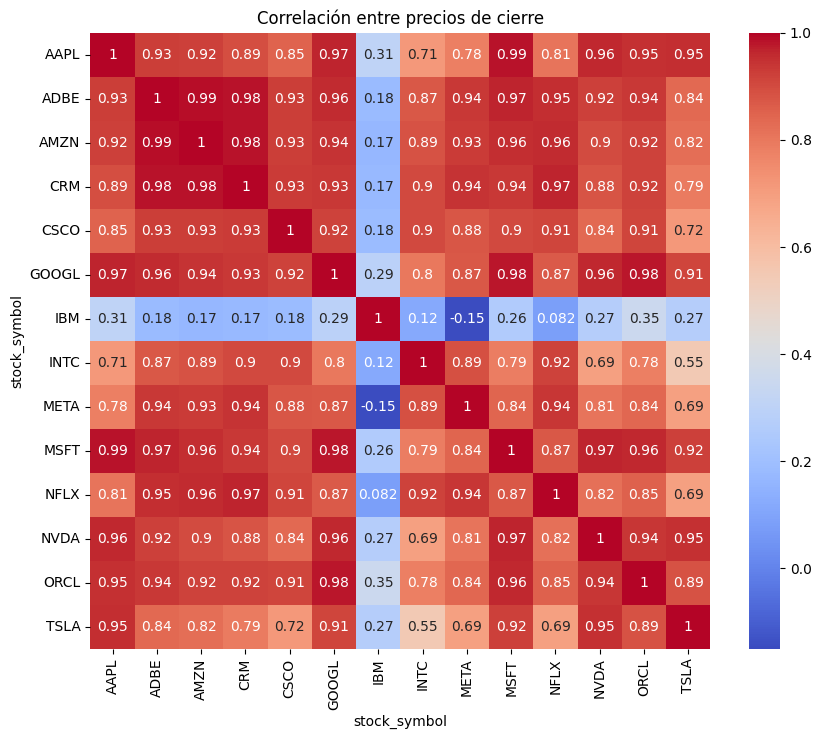 Correlación entre precios de cierre
AAPL 1 0.93 0.92 0.89 0.85 0.97 0.31 0.71 0.78 0.99 0.81 0.96 0.95 0.95
ADBE 0.93 1 0.99 0.98 0.93 0.96 0.18 0.87 0.94 0.97 0.95 0.92 0.94 0.84
AMZN 0.92 0.99 1 0.98 0.93 0.94 0.17 0.89 0.93 0.96 0.96 0.9 0.92 0.82
CRM 0.89 0.98 0.98 1 0.93 0.93 0.17 0.9 0.94 0.94 0.97 0.88 0.92 0.79
CSCO 0.85 0.93 0.93 0.93 1 0.92 0.18 0.9 0.88 0.9 0.91 0.84 0.91 0.72
GOOGL 0.97 0.96 0.94 0.93 0.92 1 0.29 0.8 0.87 0.98 0.87 0.96 0.98 0.91
IBM 0.31 0.18 0.17 0.17 0.18 0.29 1 0.12 -0.15 0.26 0.082 0.27 0.35 0.27
INTC 0.71 0.87 0.89 0.9 0.9 0.8 0.12 1 0.89 0.79 0.92 0.69 0.78 0.55
META 0.78 0.94 0.93 0.94 0.88 0.87 -0.15 0.89 1 0.84 0.94 0.81 0.84 0.69
MSFT 0.99 0.97 0.96 0.94 0.9 0.98 0.26 0.79 0.84 1 0.87 0.97 0.96 0.92
NFLX 0.81 0.95 0.96 0.97 0.91 0.87 0.082 0.92 0.94 0.87 1 0.82 0.85 0.69
NVDA 0.96 0.92 0.9 0.88 0.84 0.96 0.27 0.69 0.81 0.97 0.82 1 0.94 0.95
ORCL 0.95 0.94 0.92 0.92 0.91 0.98 0.35 0.78 0.84 0.96 0.85 0.94 1 0.89
TSLA 0.95 0.84 0.82 0.79 0.72 0.91 0.27 0.55 0.69 0.92 0.69 0.95 0.89 1
AAPL ADBE AMZN CRM CSCO GOOGL IBM INTC META MSFT NFLX NVDA ORCL TSLA
stock_symbol
stock_symbol
1.0
0.8
0.6
0.4
0.2
0.0